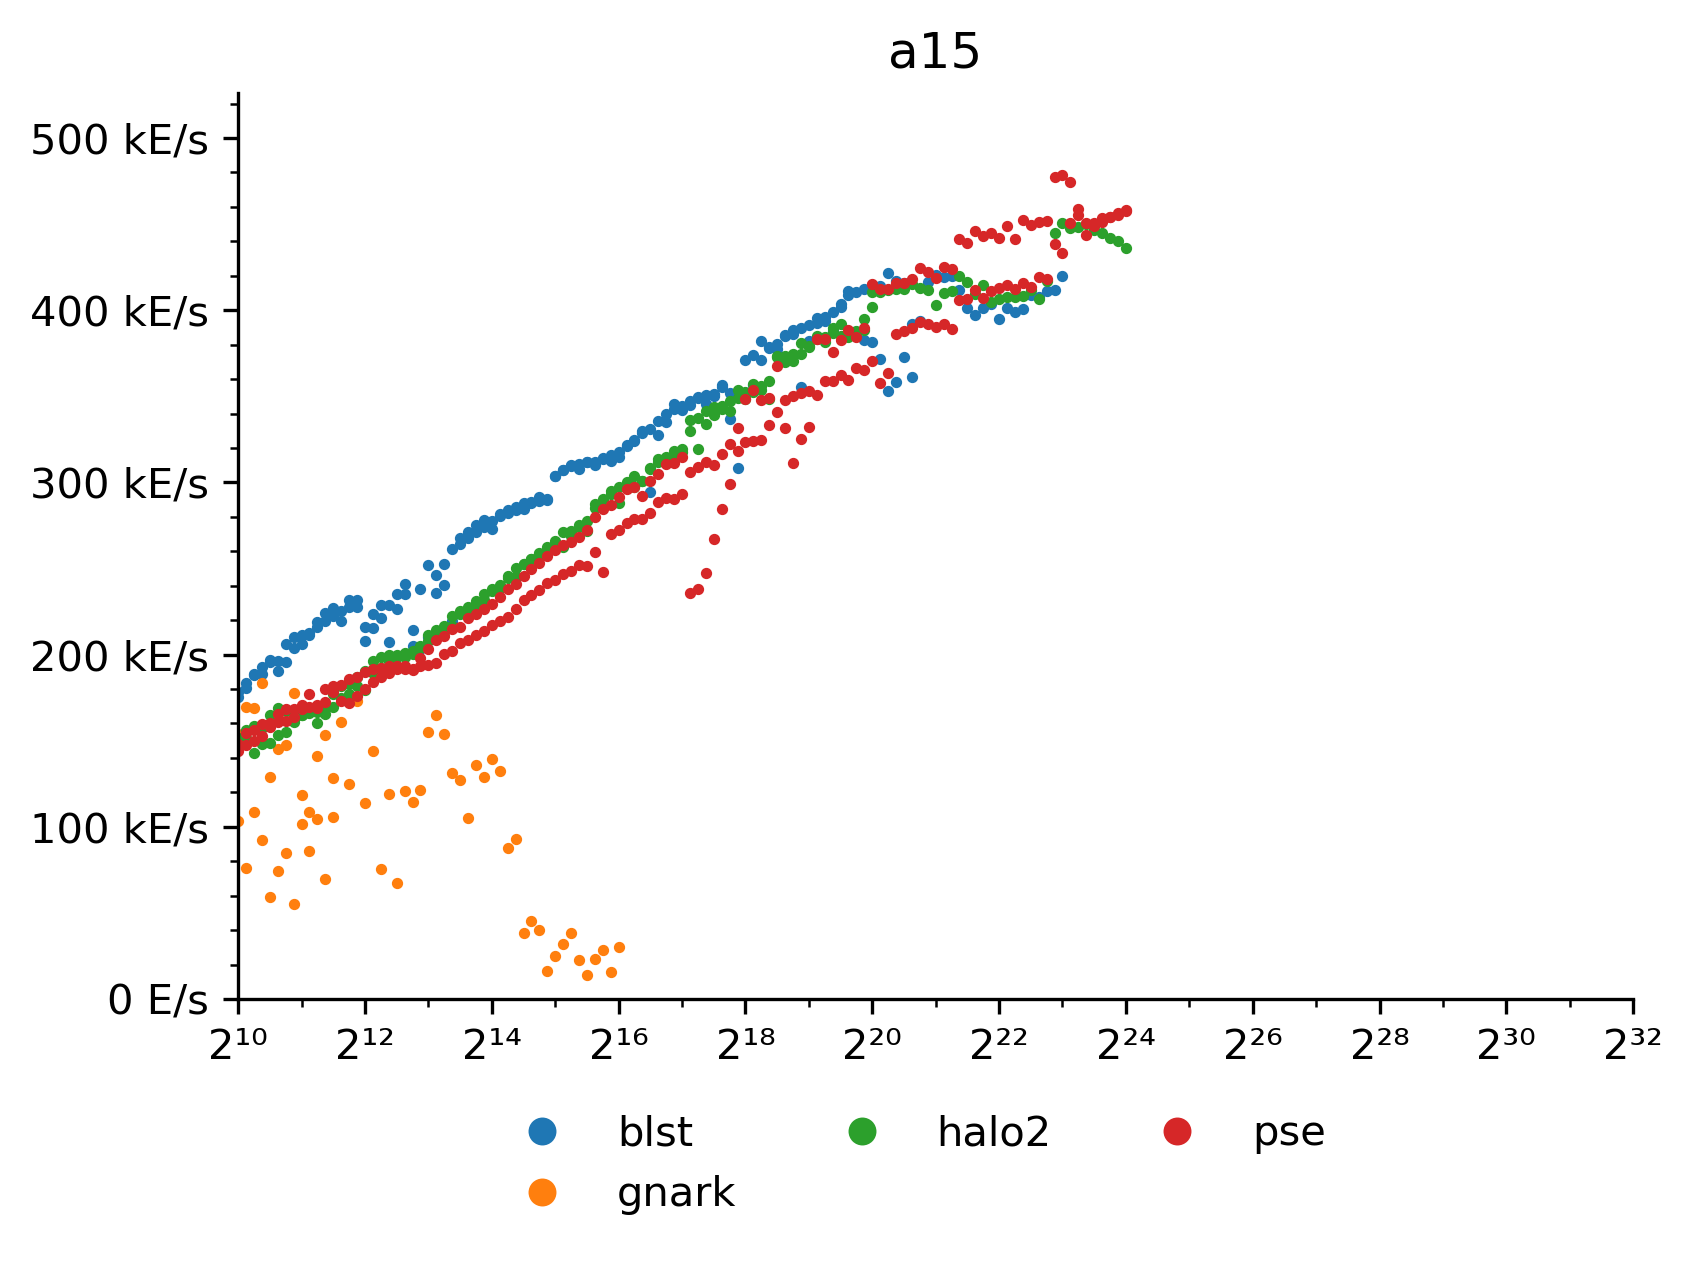 a15
500 kE/s
400 kE/s
300 kE/s
200 kE/s
100 kE/s
0 E/s
2¹⁰ 2¹² 2¹⁴ 2¹⁶ 2¹⁸ 2²⁰ 2²² 2²⁴ 2²⁶ 2²⁸ 2³⁰ 2³²
blst halo2 pse
gnark